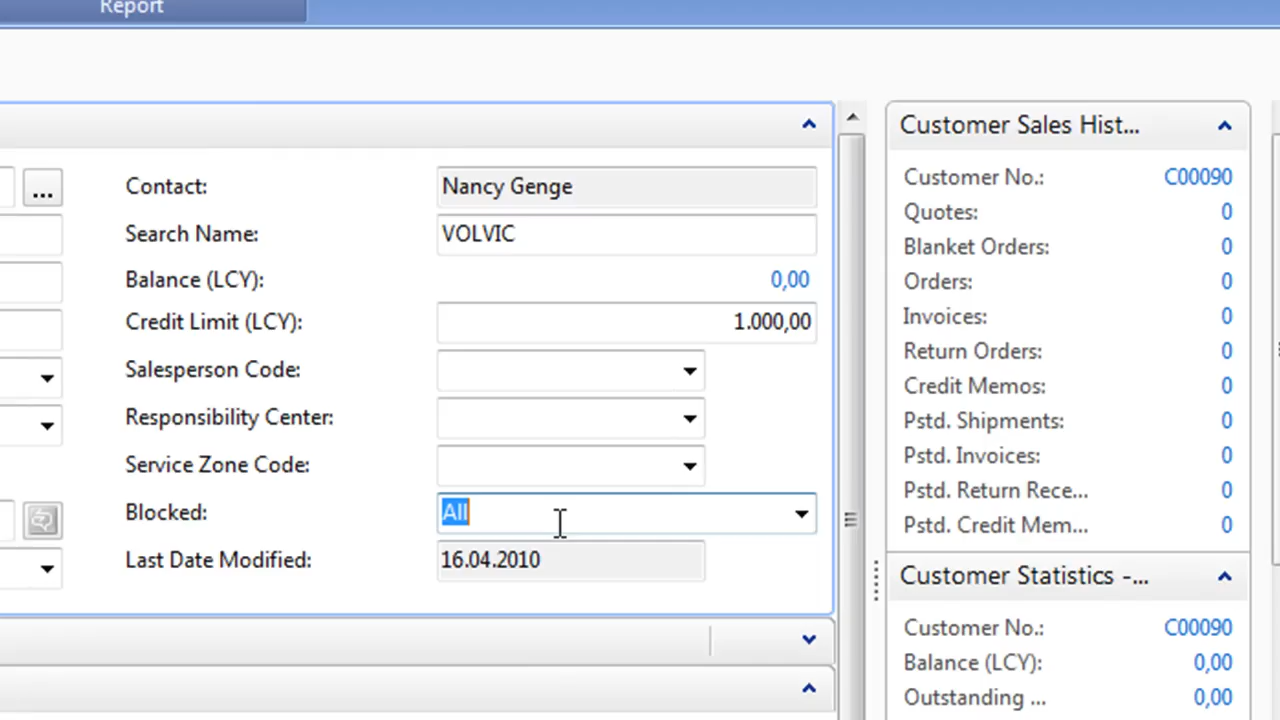 Report
... Contact: Nancy Genge
Search Name: VOLVIC
Balance (LCY): 0,00
Credit Limit (LCY): 1.000,00
Salesperson Code:
Responsibility Center:
Service Zone Code:
Blocked: All
Last Date Modified: 16.04.2010
Customer Sales Hist...
Customer No.: C00090
Quotes: 0
Blanket Orders: 0
Orders: 0
Invoices: 0
Return Orders: 0
Credit Memos: 0
Pstd. Shipments: 0
Pstd. Invoices: 0
Pstd. Return Rece... 0
Pstd. Credit Mem... 0
Customer Statistics -...
Customer No.: C00090
Balance (LCY): 0,00
Outstanding ... 0,00